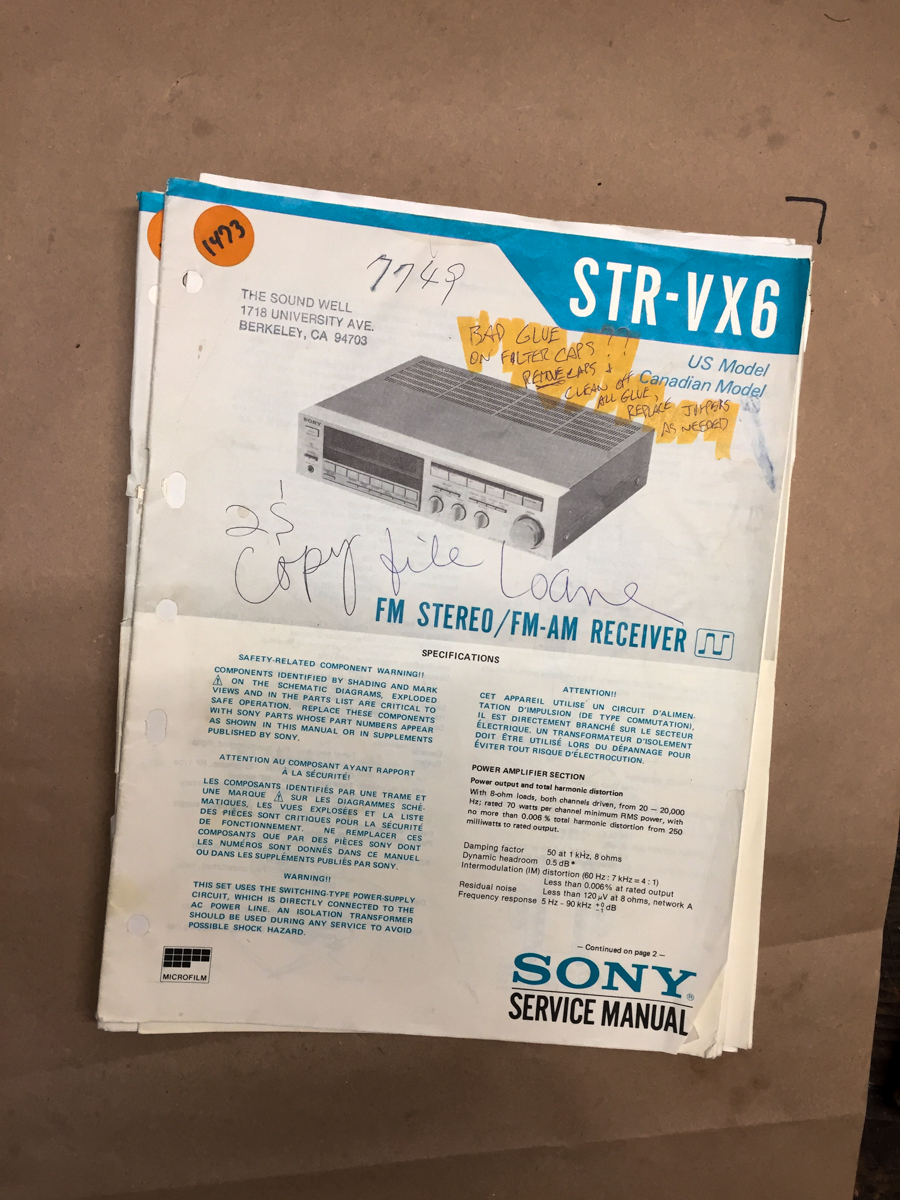 1473
7749
STR-VX6
THE SOUND WELL
1718 UNIVERSITY AVE.
BERKELEY, CA 94703
US Model
Canadian Model
BAD GLUE
ON FILTER CAPS ??
REMOVE CAPS &
CLEAN OFF
ALL GLUE,
REPLACE JUMPERS
AS NEEDED
SONY
Copy file
FM STEREO/FM-AM RECEIVER
SPECIFICATIONS
SAFETY-RELATED COMPONENT WARNING!!
COMPONENTS IDENTIFIED BY SHADING AND MARK
⚠ ON THE SCHEMATIC DIAGRAMS, EXPLODED
VIEWS AND IN THE PARTS LIST ARE CRITICAL TO
SAFE OPERATION. REPLACE THESE COMPONENTS
WITH SONY PARTS WHOSE PART NUMBERS APPEAR
AS SHOWN IN THIS MANUAL OR IN SUPPLEMENTS
PUBLISHED BY SONY.
ATTENTION AU COMPOSANT AYANT RAPPORT
À LA SÉCURITÉ!
LES COMPOSANTS IDENTIFIÉS PAR UNE TRAME ET
UNE MARQUE ⚠ SUR LES DIAGRAMMES SCHÉ-
MATIQUES, LES VUES EXPLOSÉES ET LA LISTE
DES PIÈCES SONT CRITIQUES POUR LA SÉCURITÉ
DE FONCTIONNEMENT. NE REMPLACER CES
COMPOSANTS QUE PAR DES PIÈCES SONY DONT
LES NUMÉROS SONT DONNÉS DANS CE MANUEL
OU DANS LES SUPPLÉMENTS PUBLIÉS PAR SONY.
WARNING!!
THIS SET USES THE SWITCHING-TYPE POWER-SUPPLY
CIRCUIT, WHICH IS DIRECTLY CONNECTED TO THE
AC POWER LINE. AN ISOLATION TRANSFORMER
SHOULD BE USED DURING ANY SERVICE TO AVOID
POSSIBLE SHOCK HAZARD.
MICROFILM
ATTENTION!!
CET APPAREIL UTILISE UN CIRCUIT D'ALIMEN-
TATION D'IMPULSION (DE TYPE COMMUTATION),
IL EST DIRECTEMENT BRANCHÉ SUR LE SECTEUR
ÉLECTRIQUE. UN TRANSFORMATEUR D'ISOLEMENT
DOIT ÊTRE UTILISÉ LORS DU DÉPANNAGE POUR
ÉVITER TOUT RISQUE D'ÉLECTROCUTION.
POWER AMPLIFIER SECTION
Power output and total harmonic distortion
With 8-ohm loads, both channels driven, from 20 – 20,000
Hz; rated 70 watts per channel minimum RMS power, with
no more than 0.006 % total harmonic distortion from 250
milliwatts to rated output.
Damping factor 50 at 1 kHz, 8 ohms
Dynamic headroom 0.5 dB*
Intermodulation (IM) distortion (60 Hz : 7 kHz = 4 : 1)
Less than 0.006% at rated output
Residual noise Less than 120 µV at 8 ohms, network A
Frequency response 5 Hz – 90 kHz +0 -1 dB
— Continued on page 2 —
SONY®
SERVICE MANUAL